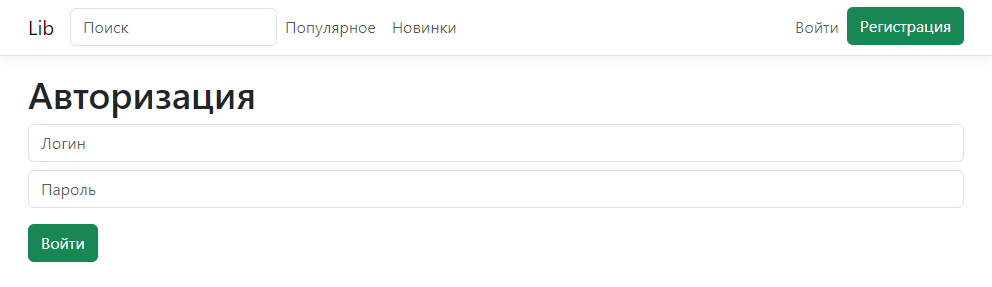 Lib Поиск Популярное Новинки Войти Регистрация
Авторизация
Логин
Пароль
Войти